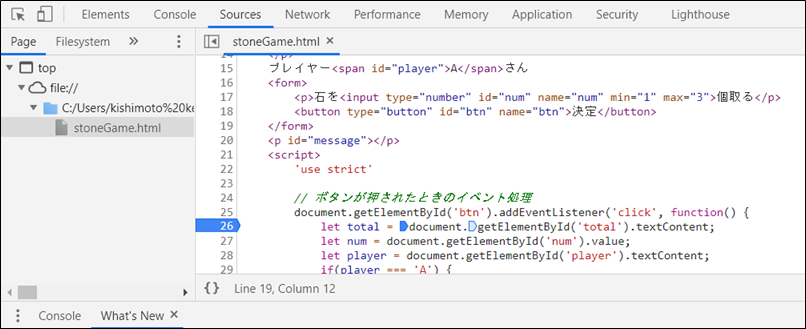 Elements Console Sources Network Performance Memory Application Security Lighthouse
Page Filesystem » stoneGame.html ×
top
file://
C:/Users/kishimoto%20ke
stoneGame.html
14 </p>
15 プレイヤー<span id="player">A</span>さん
16 <form>
17 <p>石を<input type="number" id="num" name="num" min="1" max="3">個取る</p>
18 <button type="button" id="btn" name="btn">決定</button>
19 </form>
20 <p id="message"></p>
21 <script>
22 'use strict'
23
24 // ボタンが押されたときのイベント処理
25 document.getElementById('btn').addEventListener('click', function() {
26 let total = document.getElementById('total').textContent;
27 let num = document.getElementById('num').value;
28 let player = document.getElementById('player').textContent;
29 if(player === 'A') {
{} Line 19, Column 12
Console What's New ×